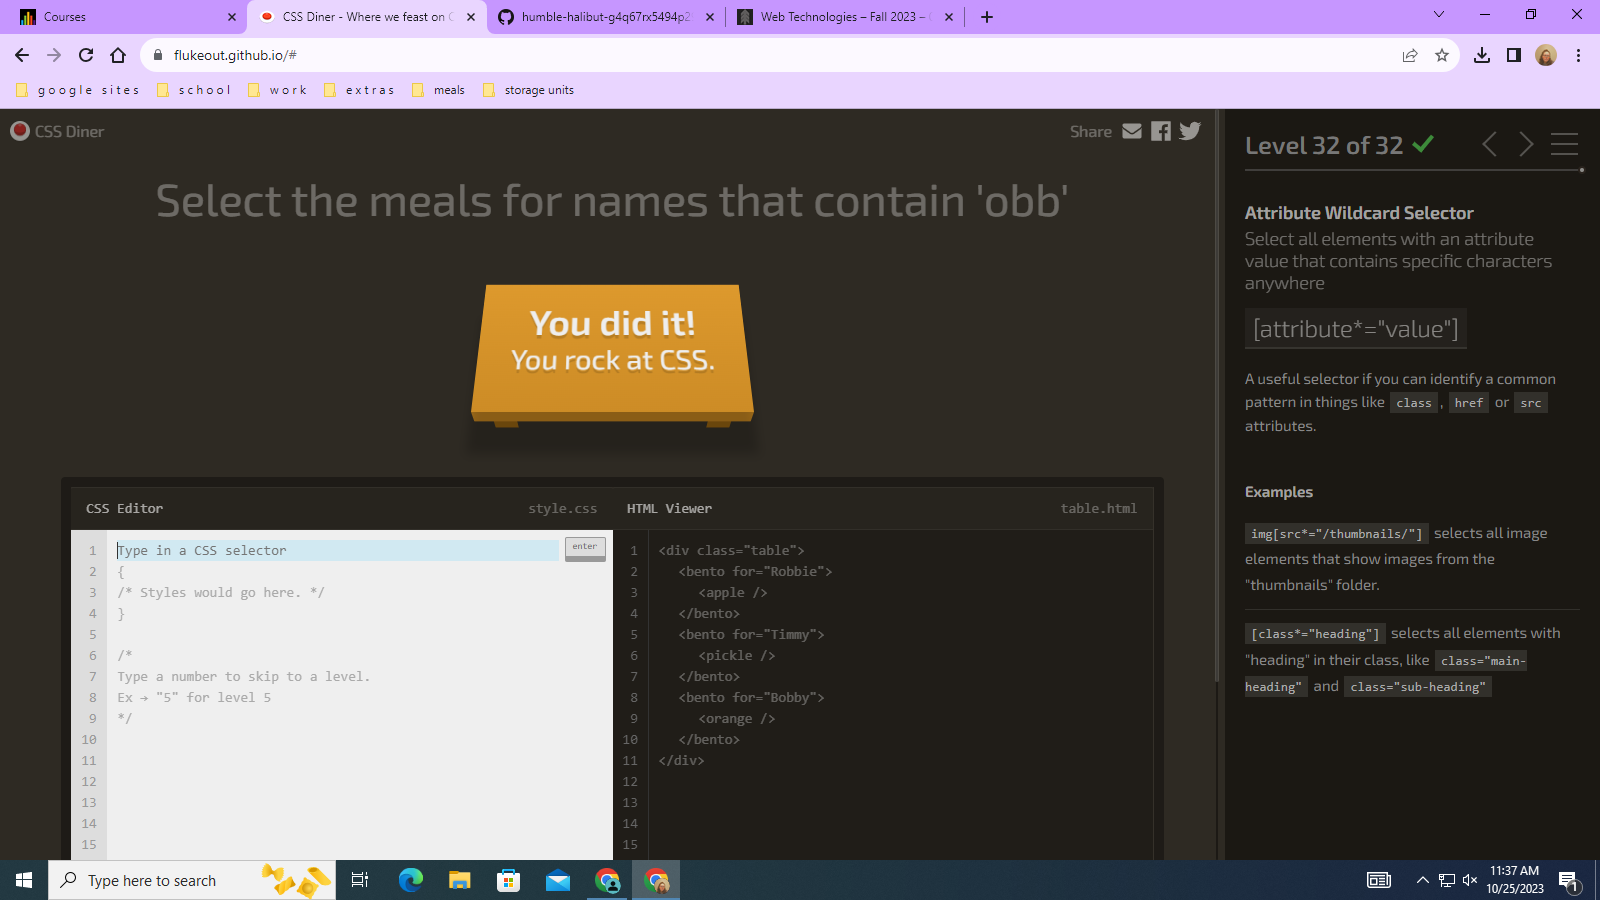 Courses
CSS Diner - Where we feast on C
humble-halibut-g4q67rx5494p2
Web Technologies – Fall 2023 –
flukeout.github.io/#
google sites
school
work
extras
meals
storage units
CSS Diner
Share
Select the meals for names that contain 'obb'
You did it!
You rock at CSS.
CSS Editor
style.css
HTML Viewer
table.html
1 Type in a CSS selector
enter
2 {
3 /* Styles would go here. */
4 }
5
6 /*
7 Type a number to skip to a level.
8 Ex → "5" for level 5
9 */
10
11
12
13
14
15
1 <div class="table">
2 <bento for="Robbie">
3 <apple />
4 </bento>
5 <bento for="Timmy">
6 <pickle />
7 </bento>
8 <bento for="Bobby">
9 <orange />
10 </bento>
11 </div>
12
13
14
15
Level 32 of 32
Attribute Wildcard Selector
Select all elements with an attribute
value that contains specific characters
anywhere
[attribute*="value"]
A useful selector if you can identify a common
pattern in things like class, href or src
attributes.
Examples
img[src*="/thumbnails/"] selects all image
elements that show images from the
"thumbnails" folder.
[class*="heading"] selects all elements with
"heading" in their class, like class="main-
heading" and class="sub-heading"
Type here to search
11:37 AM
10/25/2023
1